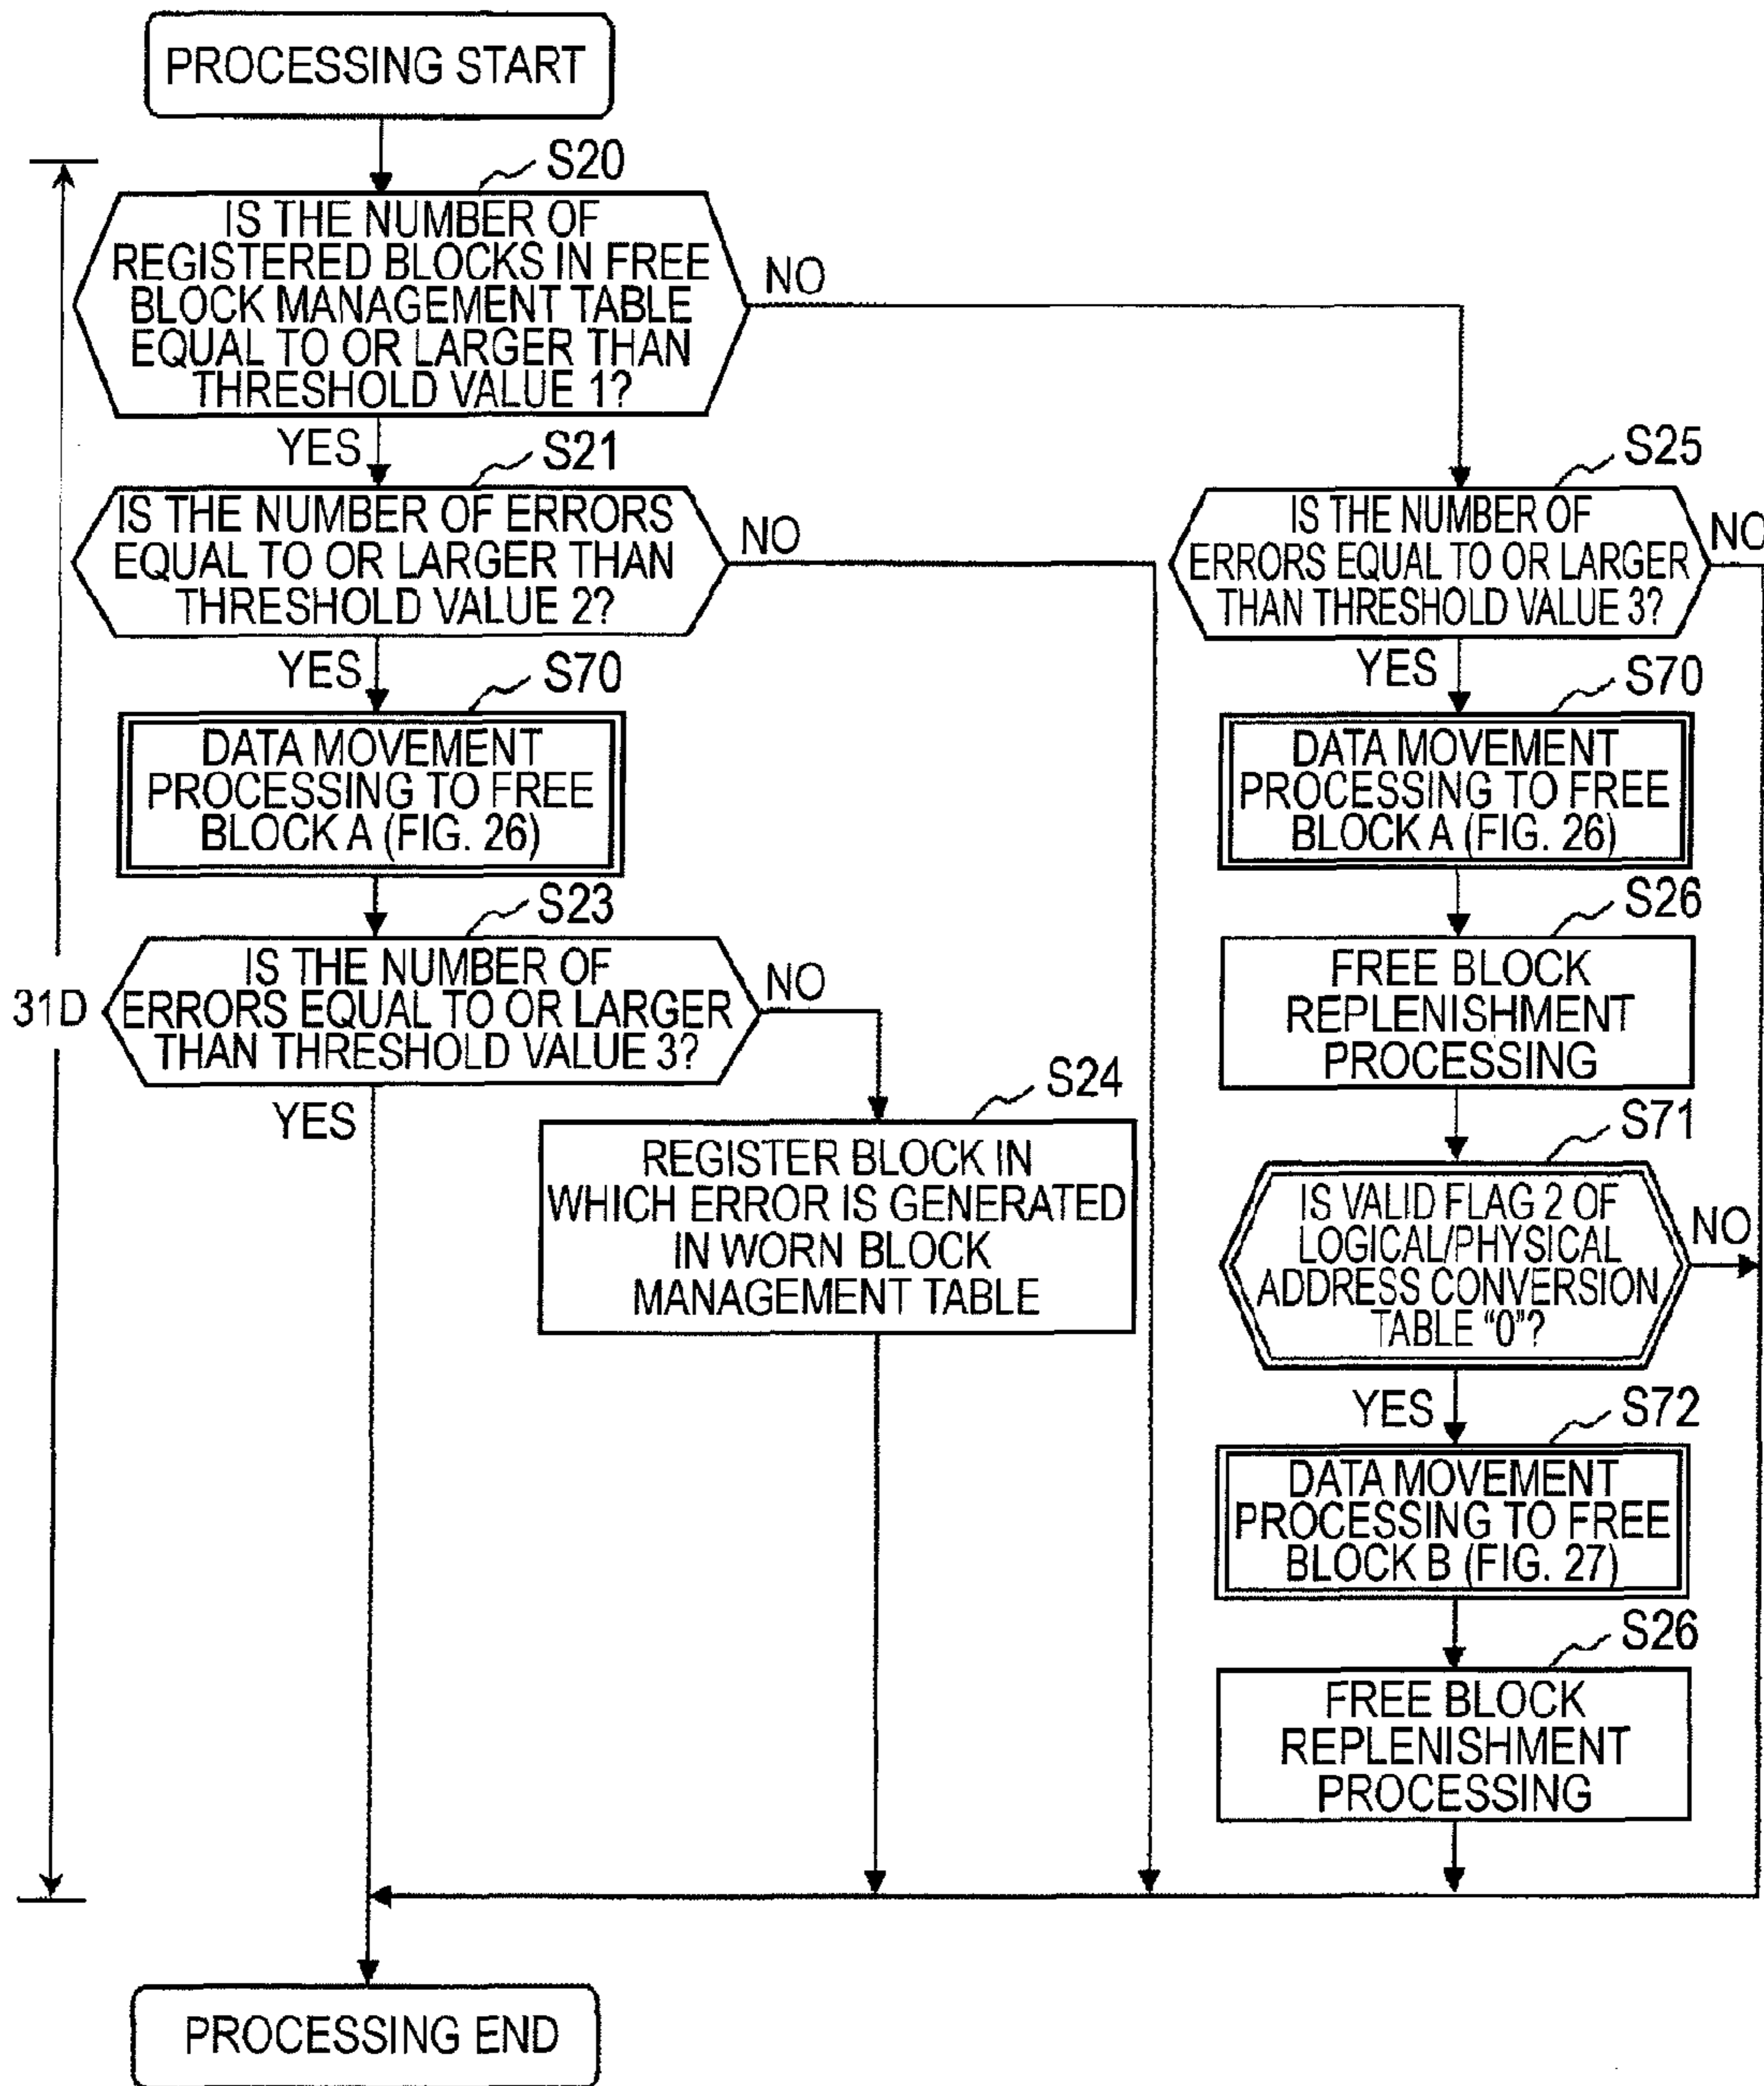 PROCESSING START
S20
IS THE NUMBER OF
REGISTERED BLOCKS IN FREE
BLOCK MANAGEMENT TABLE
EQUAL TO OR LARGER THAN
THRESHOLD VALUE 1?
NO
YES
S21
IS THE NUMBER OF ERRORS
EQUAL TO OR LARGER THAN
THRESHOLD VALUE 2?
NO
YES
S70
DATA MOVEMENT
PROCESSING TO FREE
BLOCK A (FIG. 26)
S23
IS THE NUMBER OF
ERRORS EQUAL TO OR LARGER
THAN THRESHOLD VALUE 3?
NO
YES
31D
S24
REGISTER BLOCK IN
WHICH ERROR IS GENERATED
IN WORN BLOCK
MANAGEMENT TABLE
S25
IS THE NUMBER OF
ERRORS EQUAL TO OR LARGER
THAN THRESHOLD VALUE 3?
NO
YES
S70
DATA MOVEMENT
PROCESSING TO FREE
BLOCK A (FIG. 26)
S26
FREE BLOCK
REPLENISHMENT
PROCESSING
S71
IS VALID FLAG 2 OF
LOGICAL/PHYSICAL
ADDRESS CONVERSION
TABLE “0”?
NO
YES
S72
DATA MOVEMENT
PROCESSING TO FREE
BLOCK B (FIG. 27)
S26
FREE BLOCK
REPLENISHMENT
PROCESSING
PROCESSING END